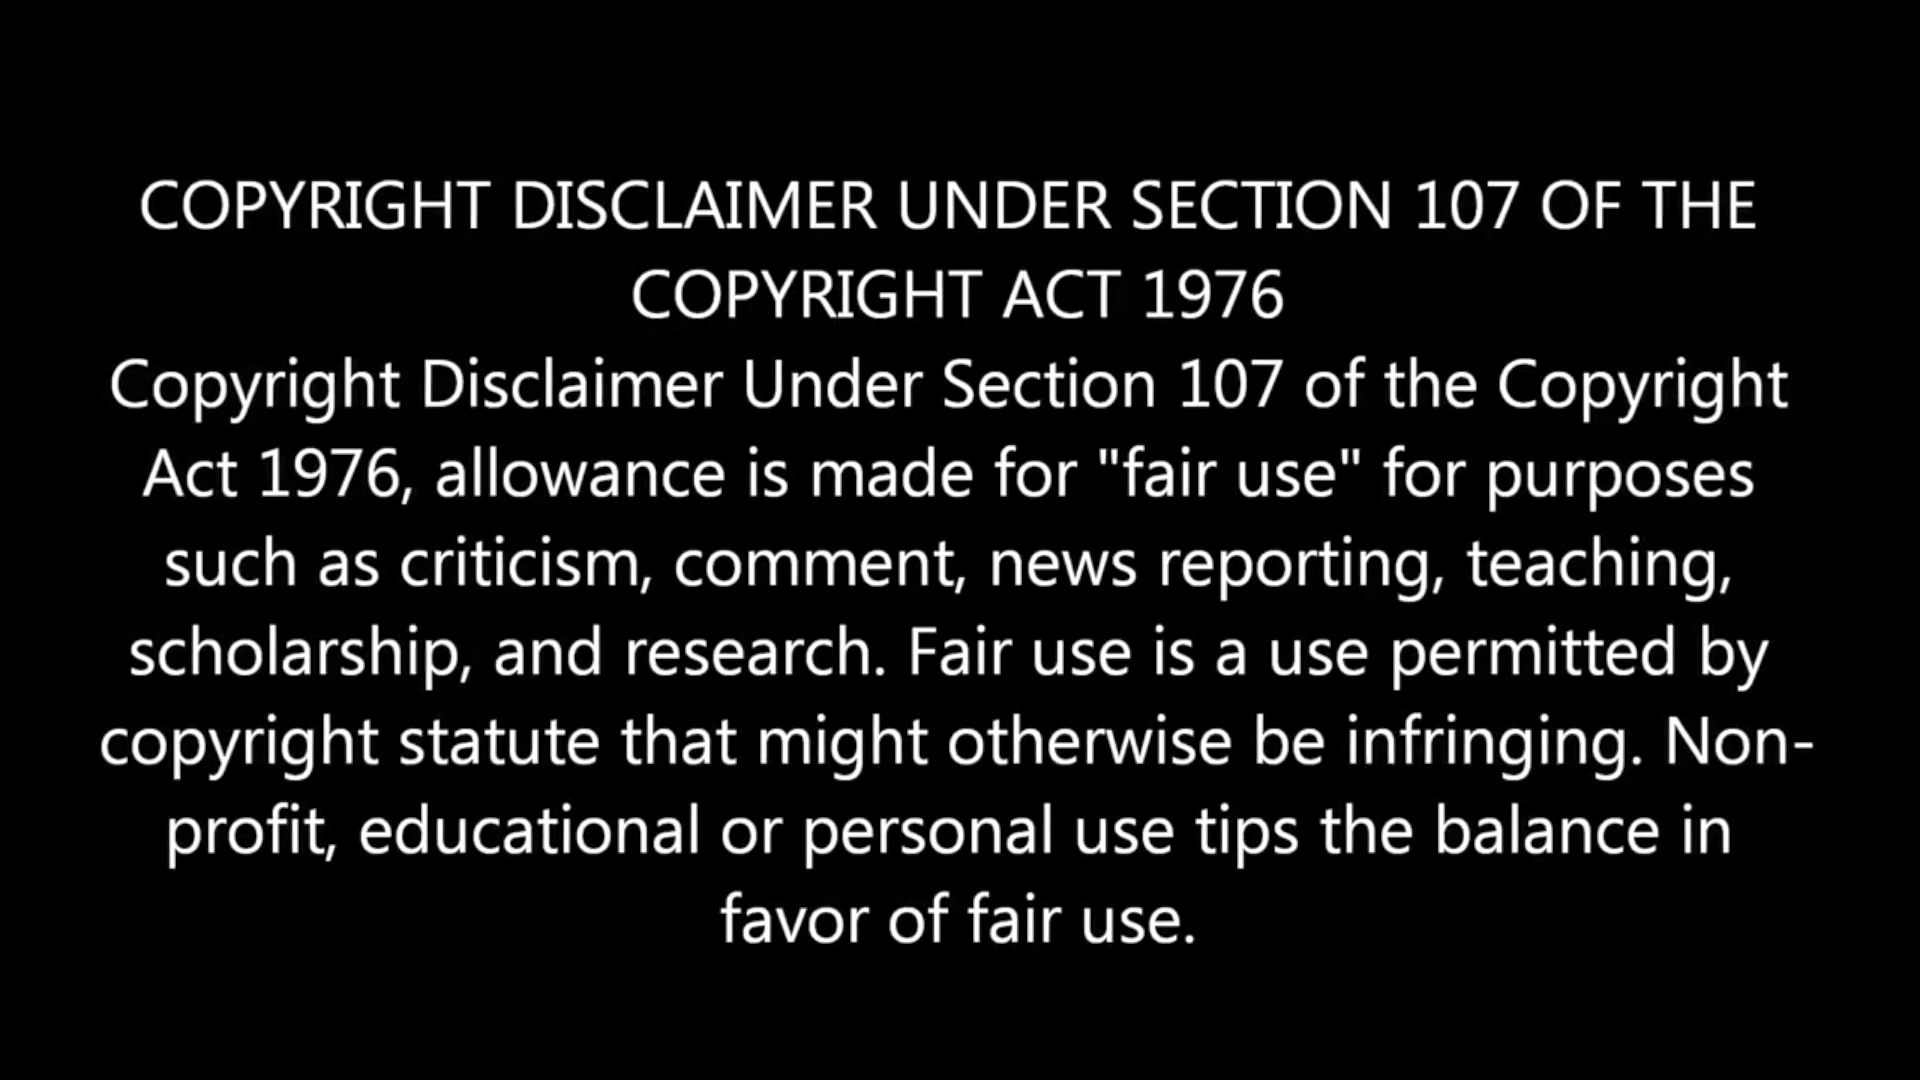 COPYRIGHT DISCLAIMER UNDER SECTION 107 OF THE
COPYRIGHT ACT 1976
Copyright Disclaimer Under Section 107 of the Copyright
Act 1976, allowance is made for "fair use" for purposes
such as criticism, comment, news reporting, teaching,
scholarship, and research. Fair use is a use permitted by
copyright statute that might otherwise be infringing. Non-
profit, educational or personal use tips the balance in
favor of fair use.